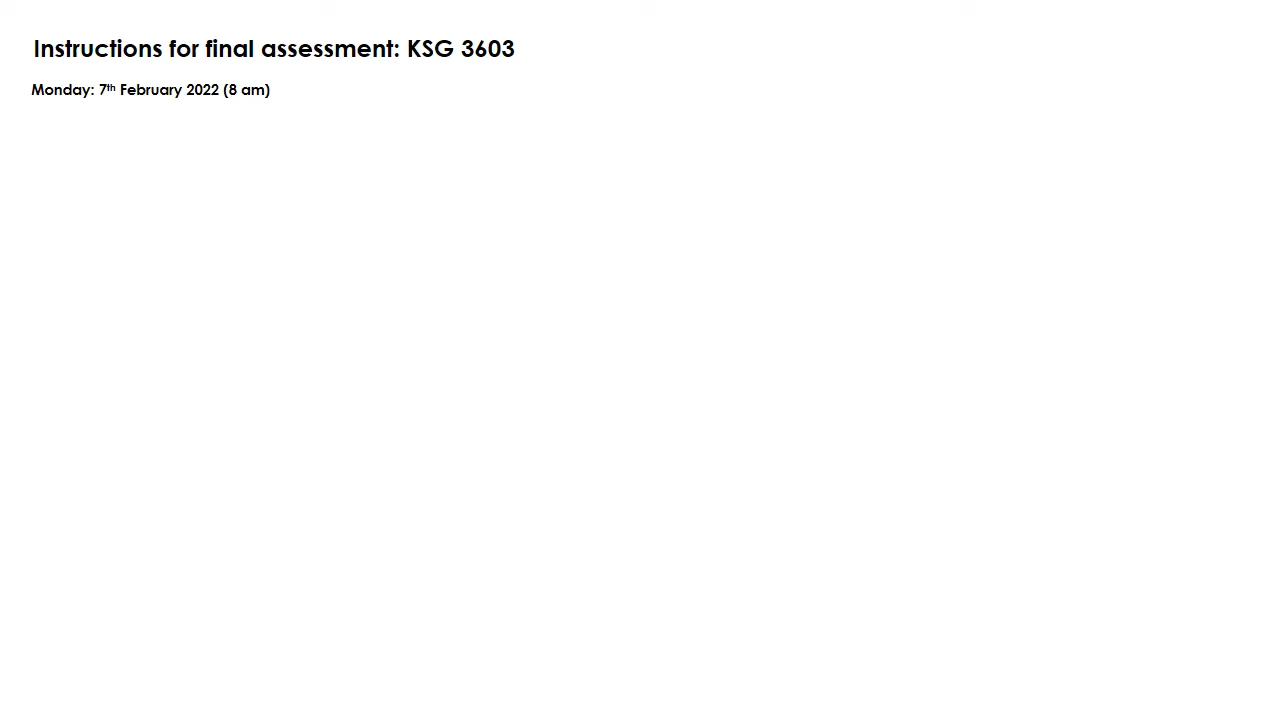 Instructions for final assessment: KSG 3603
Monday: 7th February 2022 (8 am)